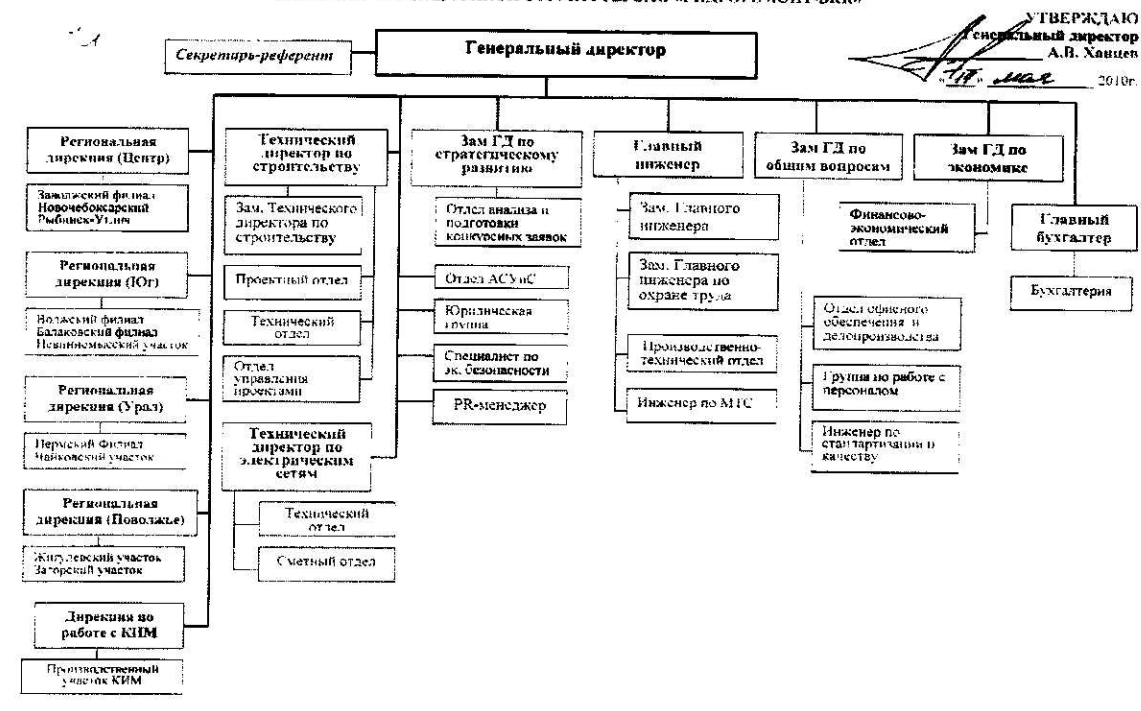 УТВЕРЖДАЮ
Генеральный директор
А.В. Ханцев
мая 2010г.
Секретарь-референт
Генеральный директор
Региональная
дирекция (Центр)
Заволжский филиал
Новочебоксарский
Рыбинск-Углич
Региональная
дирекция (Юг)
Волжский филиал
Балаковский филиал
Невинномысский участок
Региональная
дирекция (Урал)
Пермский Филиал
Чайковский участок
Региональная
дирекция (Поволжье)
Жигулевский участок
Загорский участок
Дирекция по
работе с КИМ
Производственный
участок КИМ
Технический
директор по
строительству
Зам. Технического
директора по
строительству
Проектный отдел
Технический
отдел
Отдел
управления
проектами
Технический
директор по
электрическим
сетям
Технический
отдел
Сметный отдел
Зам ГД по
стратегическому
развитию
Отдел анализа и
подготовки
конкурсных заявок
Отдел АСУиС
Юридическая
группа
Специалист по
эк. безопасности
PR-менеджер
Главный
инженер
Зам. Главного
инженера
Зам. Главного
инженера по
охране труда
Производственно-
технический отдел
Инженер по МТС
Зам ГД по
общим вопросам
Отдел офисного
обеспечения и
делопроизводства
Группа по работе с
персоналом
Инженер по
стандартизации и
качеству
Зам ГД по
экономике
Финансово-
экономический
отдел
Главный
бухгалтер
Бухгалтерия